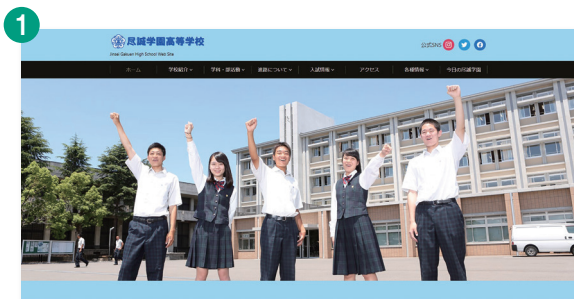 1
尽誠学園高等学校
Jinsei Gakuen High School Web Site
公式SNS
ホーム 学校紹介 学科・部活動 進路について 入試情報 アクセス 各種情報 今日の尽誠学園